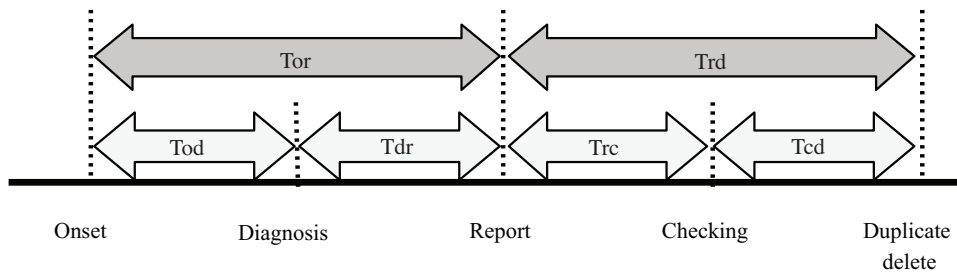 Tor Trd
Tod Tdr Trc Tcd
Onset Diagnosis Report Checking Duplicate
delete